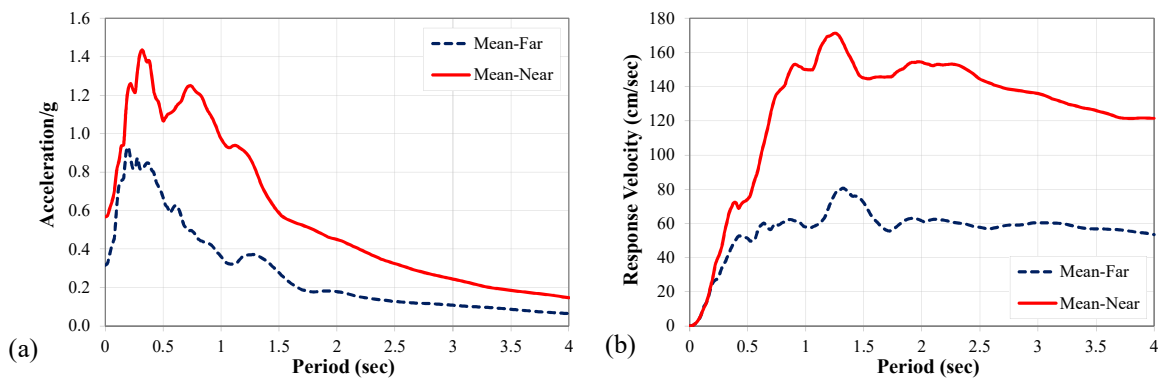 1.6
1.4
1.2
1.0
0.8
0.6
0.4
0.2
0.0
Acceleration/g
Mean-Far
Mean-Near
0 0.5 1 1.5 2 2.5 3 3.5 4
Period (sec)
(a)
180
160
140
120
100
80
60
40
20
0
Response Velocity (cm/sec)
Mean-Far
Mean-Near
0 0.5 1 1.5 2 2.5 3 3.5 4
Period (sec)
(b)